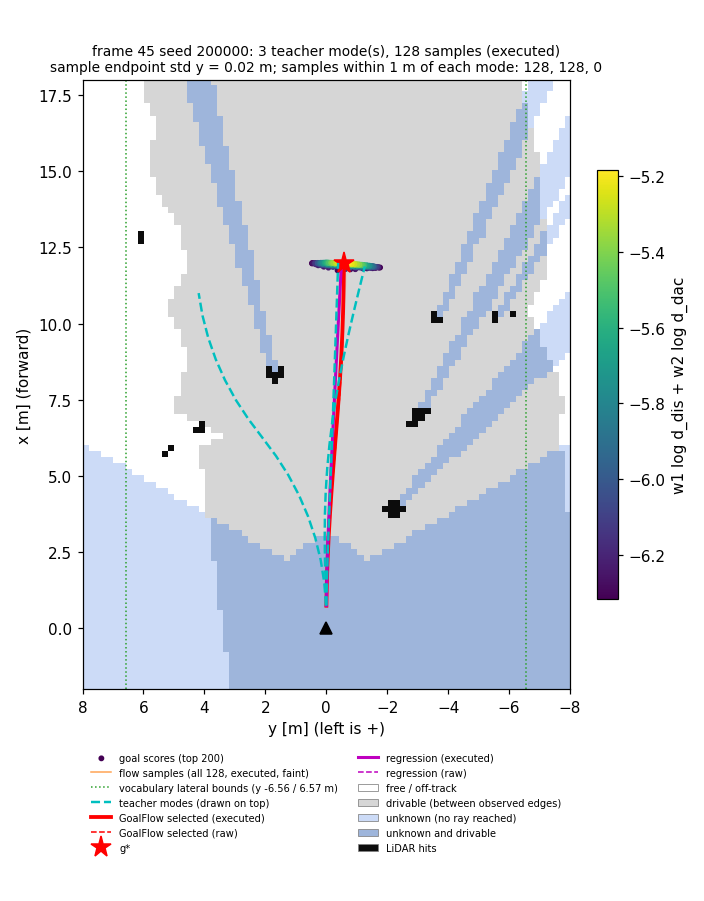 frame 45 seed 200000: 3 teacher mode(s), 128 samples (executed)
sample endpoint std y = 0.02 m; samples within 1 m of each mode: 128, 128, 0
17.5
15.0
12.5
10.0
7.5
5.0
2.5
0.0
x [m] (forward)
8 6 4 2 0 −2 −4 −6 −8
y [m] (left is +)
−5.2
−5.4
−5.6
−5.8
−6.0
−6.2
w1 log d_dis + w2 log d_dac
goal scores (top 200)
flow samples (all 128, executed, faint)
vocabulary lateral bounds (y -6.56 / 6.57 m)
teacher modes (drawn on top)
GoalFlow selected (executed)
GoalFlow selected (raw)
g*
regression (executed)
regression (raw)
free / off-track
drivable (between observed edges)
unknown (no ray reached)
unknown and drivable
LiDAR hits